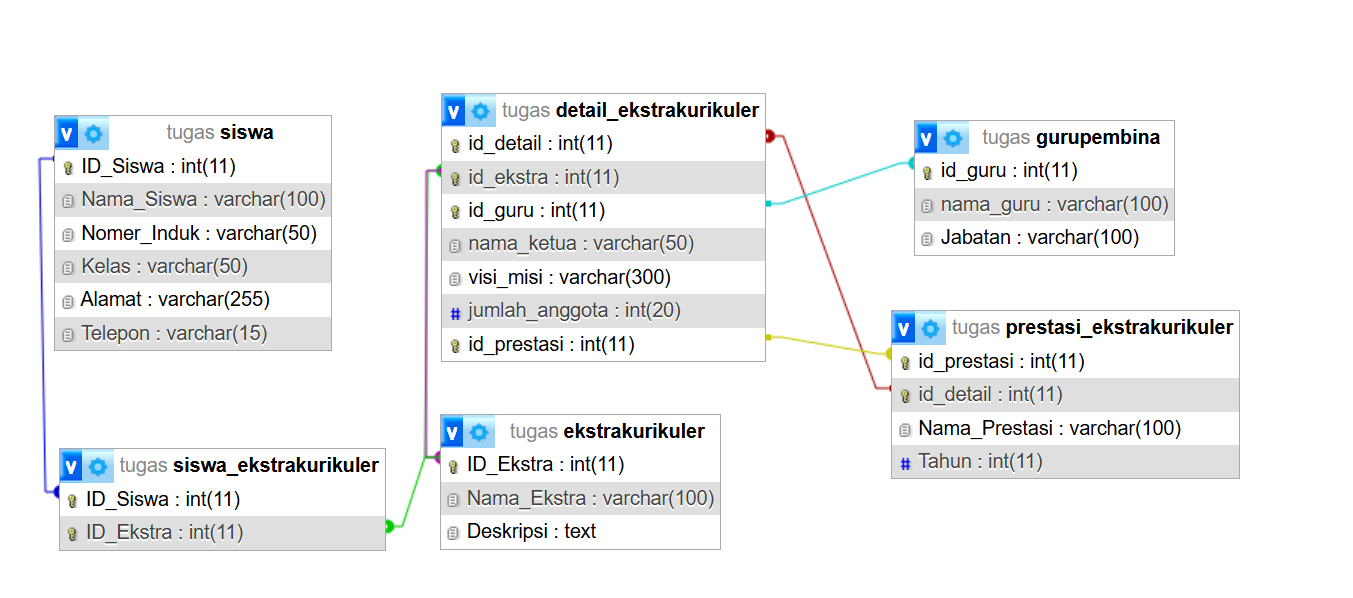 v tugas siswa
ID_Siswa : int(11)
Nama_Siswa : varchar(100)
Nomer_Induk : varchar(50)
Kelas : varchar(50)
Alamat : varchar(255)
Telepon : varchar(15)
v tugas siswa_ekstrakurikuler
ID_Siswa : int(11)
ID_Ekstra : int(11)
v tugas detail_ekstrakurikuler
id_detail : int(11)
id_ekstra : int(11)
id_guru : int(11)
nama_ketua : varchar(50)
visi_misi : varchar(300)
# jumlah_anggota : int(20)
id_prestasi : int(11)
v tugas ekstrakurikuler
ID_Ekstra : int(11)
Nama_Ekstra : varchar(100)
Deskripsi : text
v tugas gurupembina
id_guru : int(11)
nama_guru : varchar(100)
Jabatan : varchar(100)
v tugas prestasi_ekstrakurikuler
id_prestasi : int(11)
id_detail : int(11)
Nama_Prestasi : varchar(100)
# Tahun : int(11)